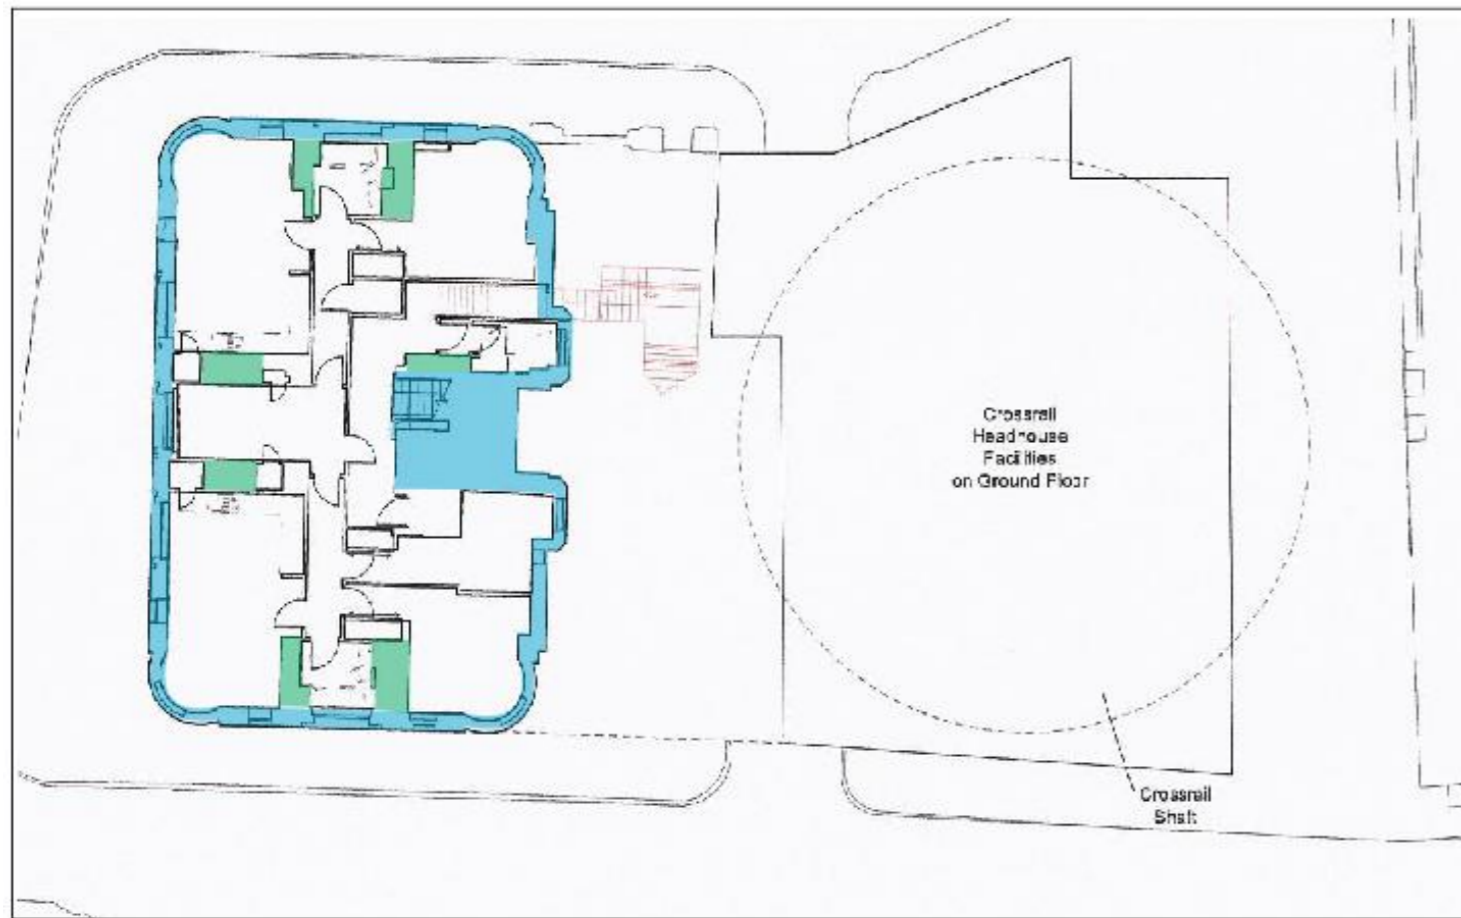 Crossrail
Headhouse
Facilities
on Ground Floor
Crossrail
Shaft